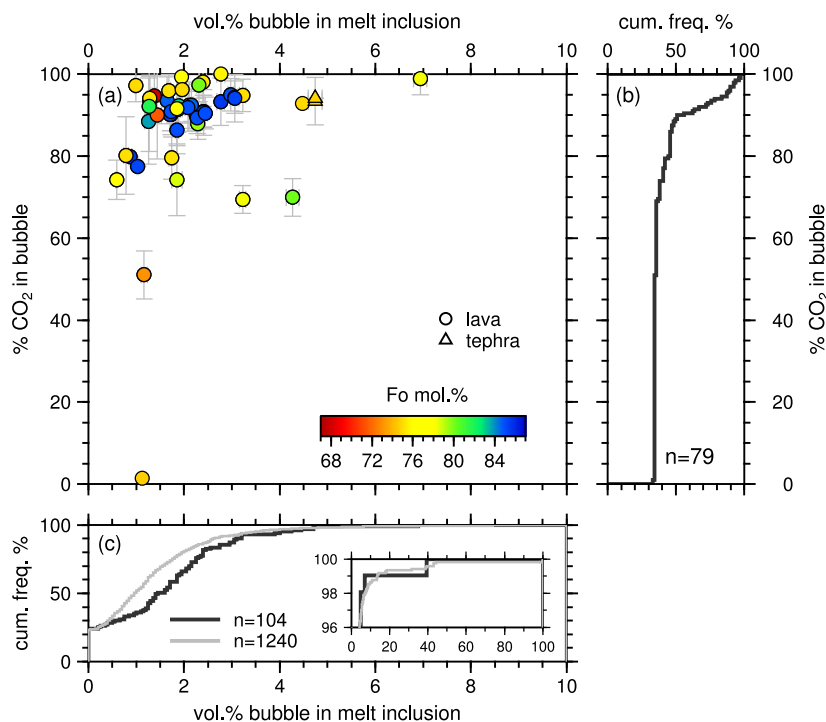 vol.% bubble in melt inclusion
0 2 4 6 8 10
cum. freq. %
0 50 100
(a)
(b)
100
80
60
40
20
0
% CO2 in bubble
100
80
60
40
20
0
% CO2 in bubble
lava
tephra
Fo mol.%
68 72 76 80 84
n=79
(c)
100
50
0
cum. freq. %
n=104
n=1240
100
99
98
97
96
0 20 40 60 80 100
0 2 4 6 8 10
vol.% bubble in melt inclusion